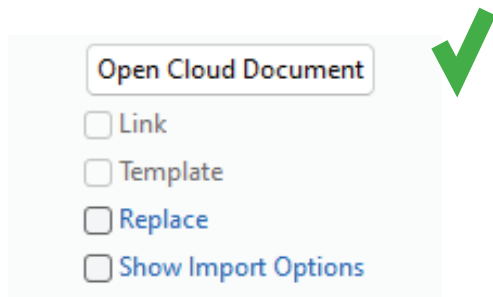 Open Cloud Document
Link
Template
Replace
Show Import Options